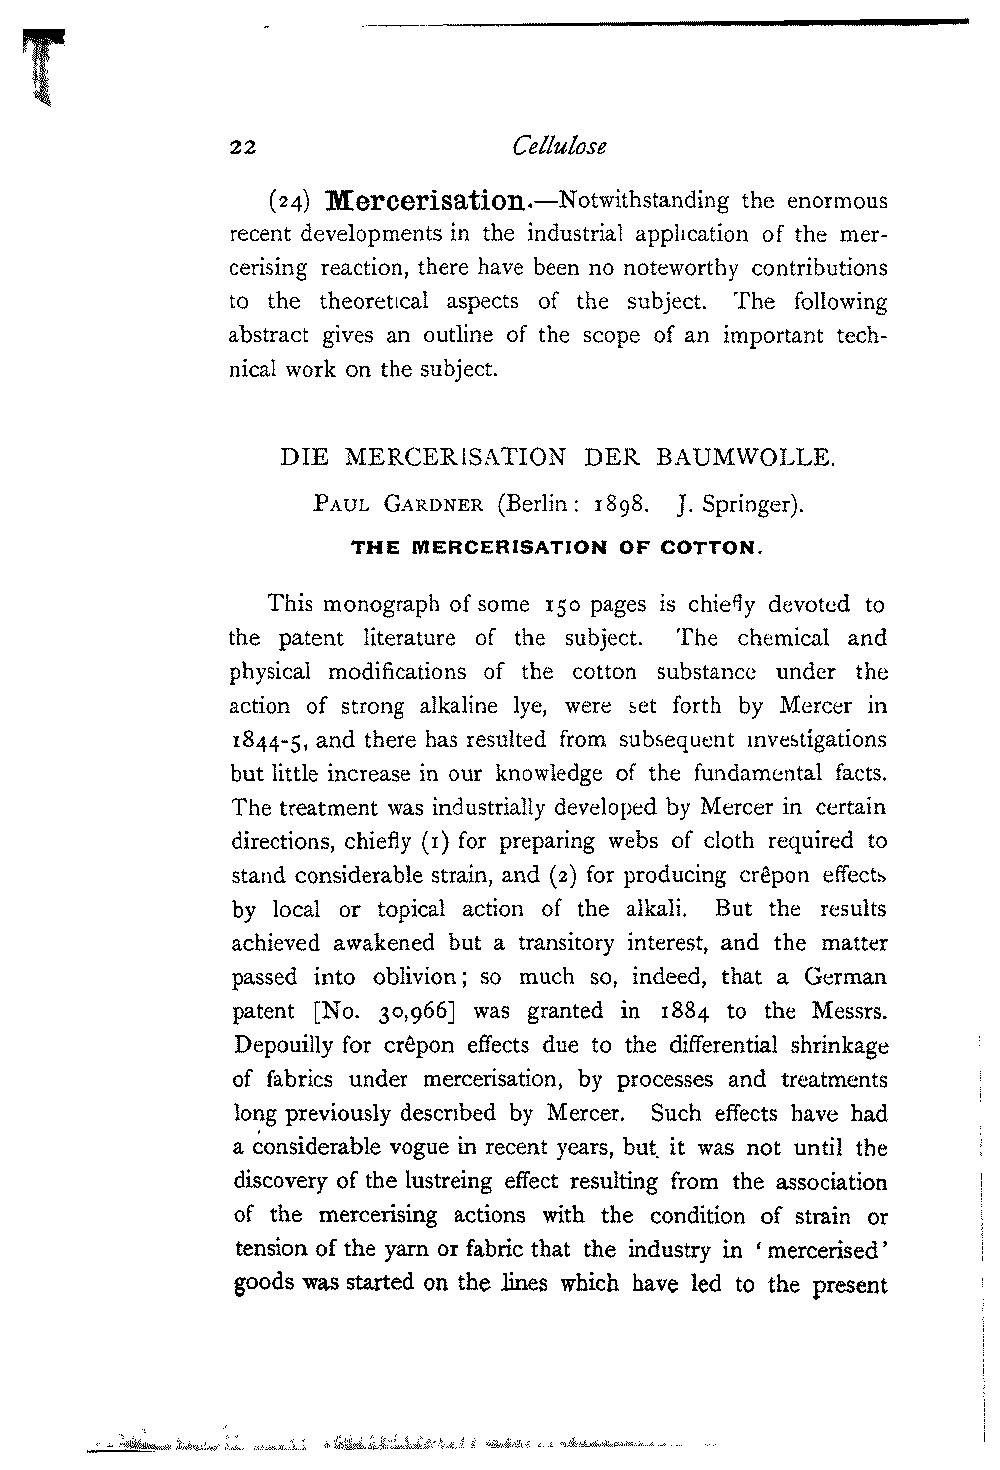 22 Cellulose
(24) Mercerisation.—Notwithstanding the enormous
recent developments in the industrial application of the mer-
cerising reaction, there have been no noteworthy contributions
to the theoretical aspects of the subject. The following
abstract gives an outline of the scope of an important tech-
nical work on the subject.
DIE MERCERISATION DER BAUMWOLLE.
PAUL GARDNER (Berlin: 1898. J. Springer).
THE MERCERISATION OF COTTON.
This monograph of some 150 pages is chiefly devoted to
the patent literature of the subject. The chemical and
physical modifications of the cotton substance under the
action of strong alkaline lye, were set forth by Mercer in
1844-5, and there has resulted from subsequent investigations
but little increase in our knowledge of the fundamental facts.
The treatment was industrially developed by Mercer in certain
directions, chiefly (1) for preparing webs of cloth required to
stand considerable strain, and (2) for producing crêpon effects
by local or topical action of the alkali. But the results
achieved awakened but a transitory interest, and the matter
passed into oblivion; so much so, indeed, that a German
patent [No. 30,966] was granted in 1884 to the Messrs.
Depouilly for crêpon effects due to the differential shrinkage
of fabrics under mercerisation, by processes and treatments
long previously described by Mercer. Such effects have had
a considerable vogue in recent years, but it was not until the
discovery of the lustreing effect resulting from the association
of the mercerising actions with the condition of strain or
tension of the yarn or fabric that the industry in ‘mercerised’
goods was started on the lines which have led to the present